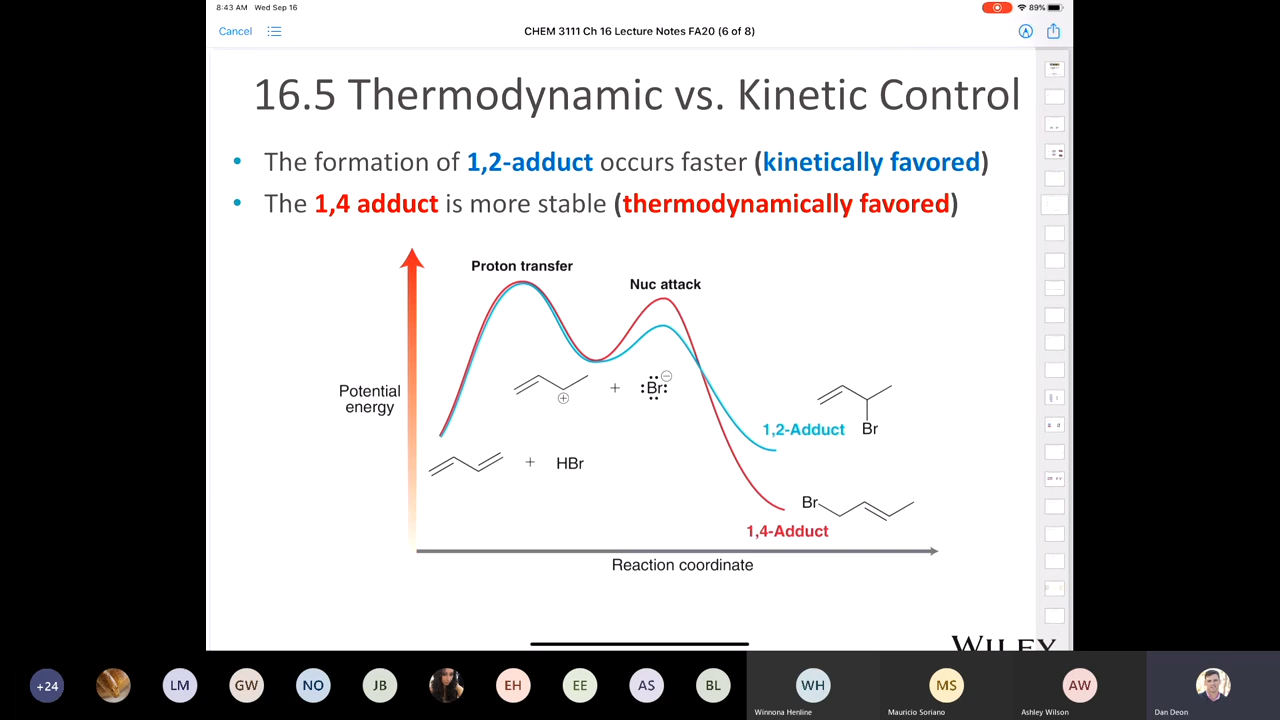 8:43 AM Wed Sep 16
89%
Cancel
CHEM 3111 Ch 16 Lecture Notes FA20 (6 of 8)
16.5 Thermodynamic vs. Kinetic Control
• The formation of 1,2-adduct occurs faster (kinetically favored)
• The 1,4 adduct is more stable (thermodynamically favored)
Proton transfer
Nuc attack
Potential
energy
+ Br
1,2-Adduct
Br
+ HBr
Br
1,4-Adduct
Reaction coordinate
WILEY
+24
LM
GW
NO
JB
EH
EE
AS
BL
WH
MS
AW
Winnona Henline
Mauricio Soriano
Ashley Wilson
Dan Deon